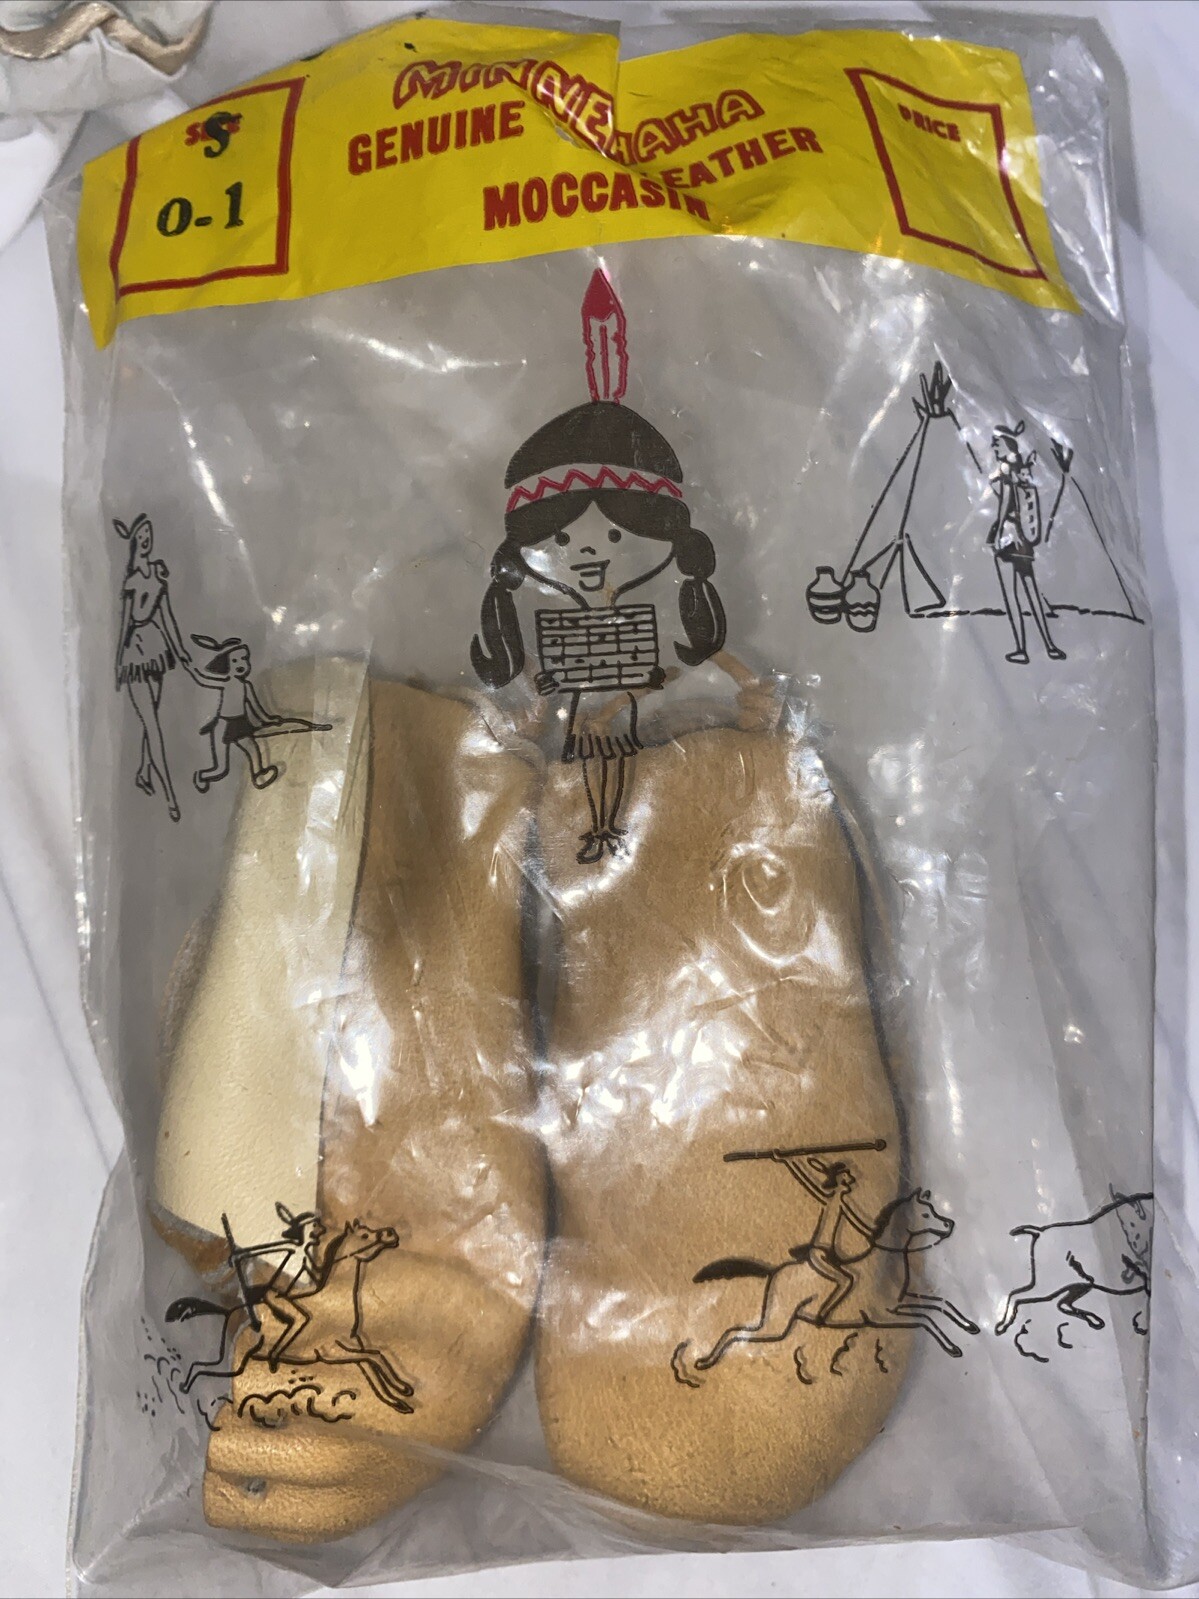 MINNEHAHA
GENUINE LEATHER
MOCCASIN
SIZE
S
0-1
PRICE